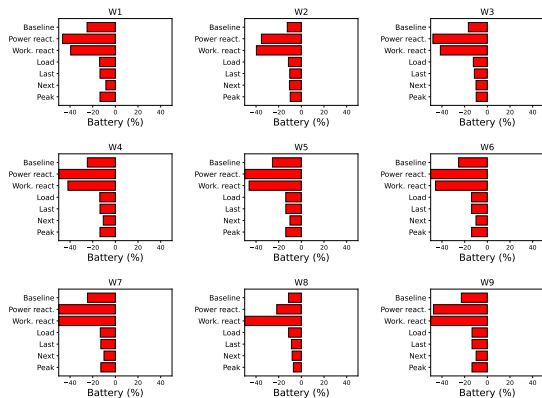 W1
Baseline
Power react.
Work. react
Load
Last
Next
Peak
−40 −20 0 20 40
Battery (%)
W2
Baseline
Power react.
Work. react
Load
Last
Next
Peak
−40 −20 0 20 40
Battery (%)
W3
Baseline
Power react.
Work. react
Load
Last
Next
Peak
−40 −20 0 20 40
Battery (%)
W4
Baseline
Power react.
Work. react
Load
Last
Next
Peak
−40 −20 0 20 40
Battery (%)
W5
Baseline
Power react.
Work. react
Load
Last
Next
Peak
−40 −20 0 20 40
Battery (%)
W6
Baseline
Power react.
Work. react
Load
Last
Next
Peak
−40 −20 0 20 40
Battery (%)
W7
Baseline
Power react.
Work. react
Load
Last
Next
Peak
−40 −20 0 20 40
Battery (%)
W8
Baseline
Power react.
Work. react
Load
Last
Next
Peak
−40 −20 0 20 40
Battery (%)
W9
Baseline
Power react.
Work. react
Load
Last
Next
Peak
−40 −20 0 20 40
Battery (%)